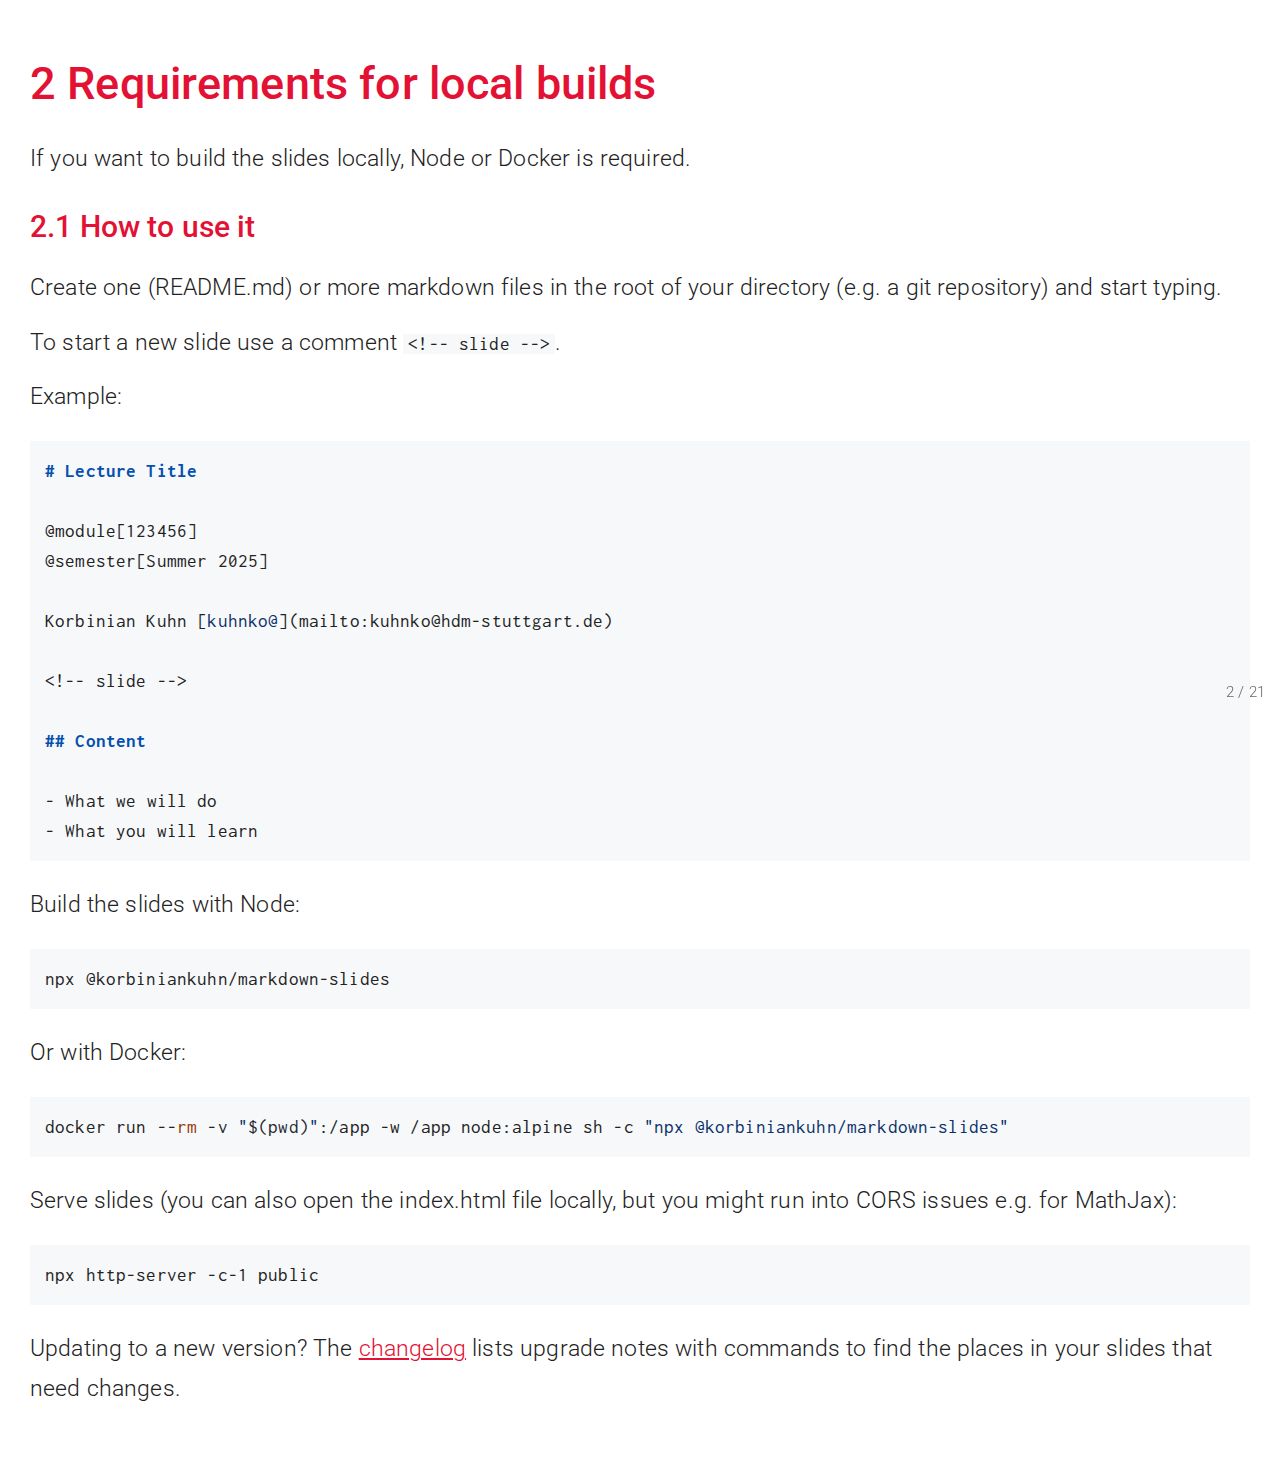 2 Requirements for local builds
If you want to build the slides locally, Node or Docker is required.
2.1 How to use it
Create one (README.md) or more markdown files in the root of your directory (e.g. a git repository) and start typing.
To start a new slide use a comment <!-- slide -->.
Example:
# Lecture Title
@module[123456]
@semester[Summer 2025]
Korbinian Kuhn [kuhnko@](mailto:kuhnko@hdm-stuttgart.de)
<!-- slide -->
2 / 21
## Content
- What we will do
- What you will learn
Build the slides with Node:
npx @korbiniankuhn/markdown-slides
Or with Docker:
docker run --rm -v "$(pwd)":/app -w /app node:alpine sh -c "npx @korbiniankuhn/markdown-slides"
Serve slides (you can also open the index.html file locally, but you might run into CORS issues e.g. for MathJax):
npx http-server -c-1 public
Updating to a new version? The changelog lists upgrade notes with commands to find the places in your slides that
need changes.